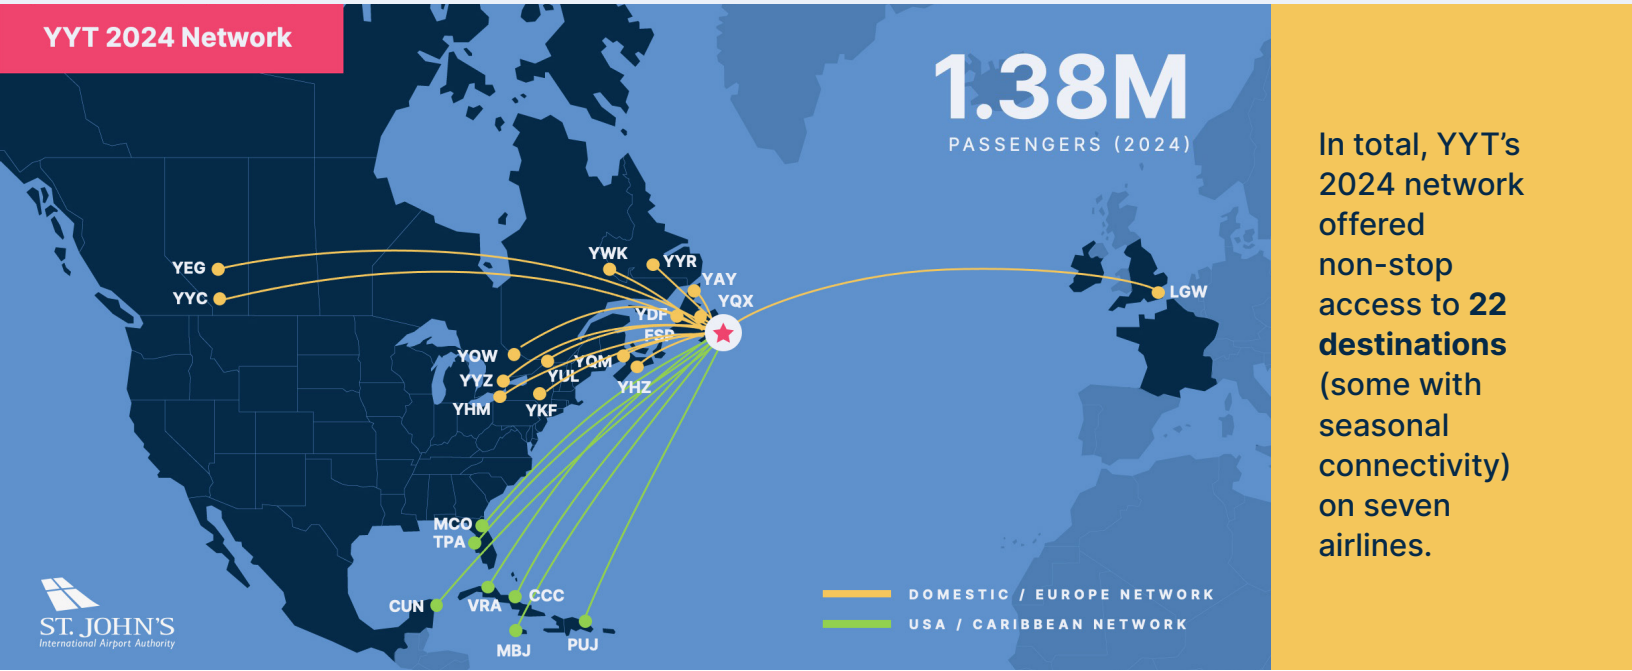 YYT 2024 Network
1.38M
PASSENGERS (2024)
YEG
YYC
YWK
YYR
YAY
YQX
YDF
FSP
LGW
YOW
YQM
YYZ
YUL
YHZ
YHM
YKF
MCO
TPA
CUN
VRA
CCC
MBJ
PUJ
DOMESTIC / EUROPE NETWORK
USA / CARIBBEAN NETWORK
ST. JOHN'S
International Airport Authority
In total, YYT’s
2024 network
offered
non-stop
access to 22
destinations
(some with
seasonal
connectivity)
on seven
airlines.